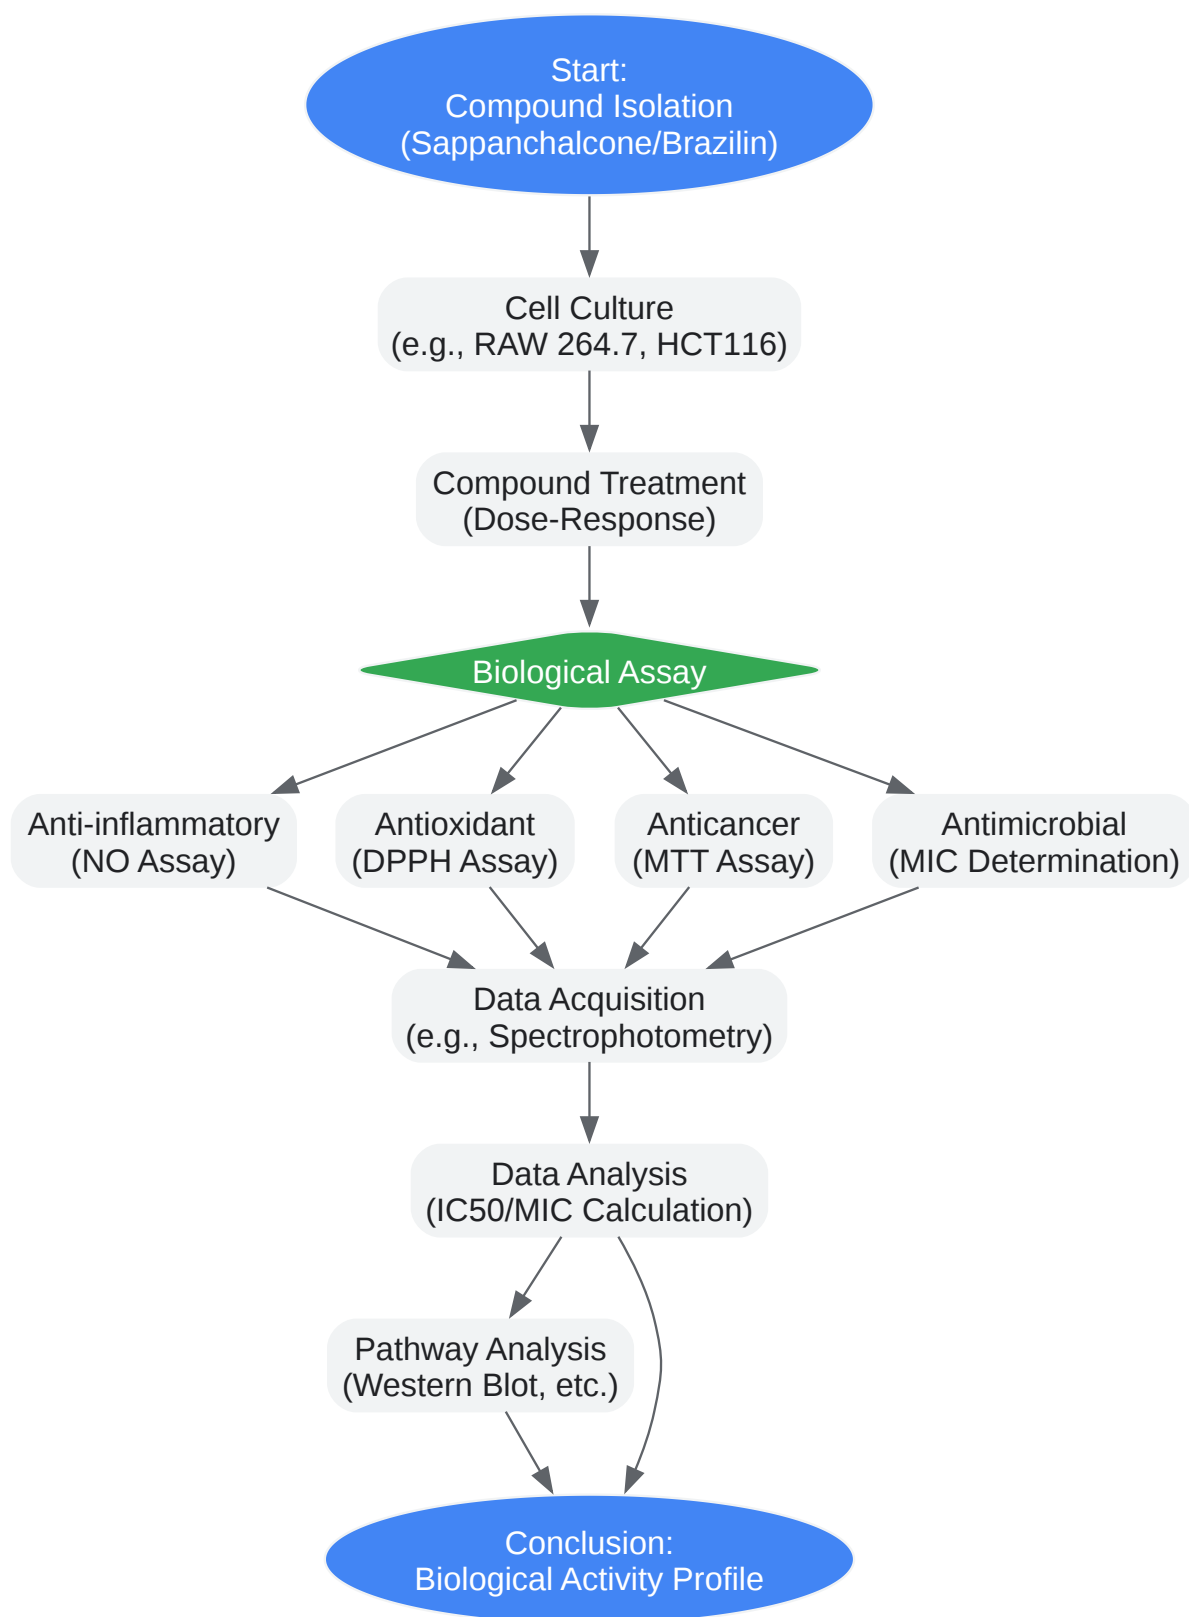 Start:
Compound Isolation
(Sappanchalcone/Brazilin)
Cell Culture
(e.g., RAW 264.7, HCT116)
Compound Treatment
(Dose-Response)
Biological Assay
Anti-inflammatory
(NO Assay)
Antioxidant
(DPPH Assay)
Anticancer
(MTT Assay)
Antimicrobial
(MIC Determination)
Data Acquisition
(e.g., Spectrophotometry)
Data Analysis
(IC50/MIC Calculation)
Pathway Analysis
(Western Blot, etc.)
Conclusion:
Biological Activity Profile